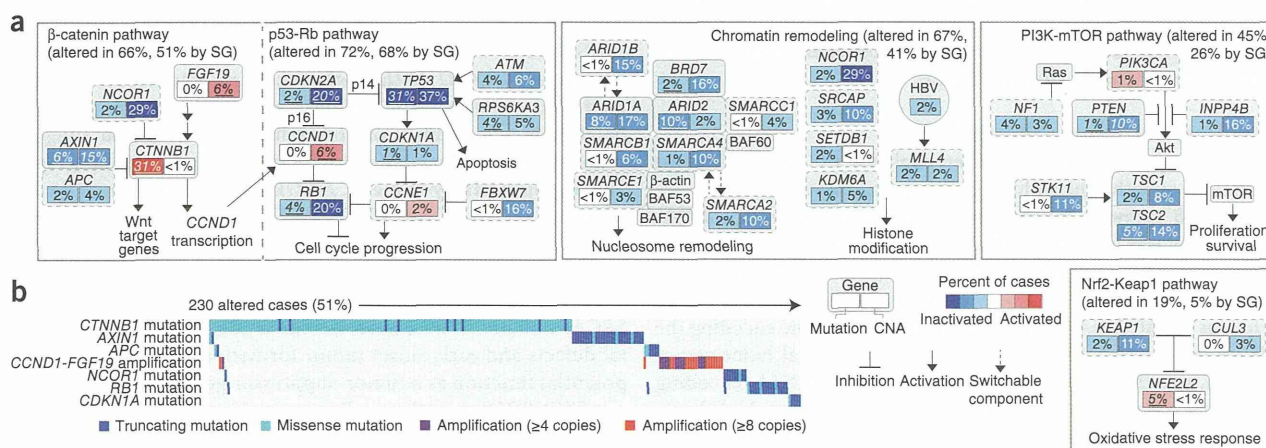 a
β-catenin pathway
(altered in 66%, 51% by SG)
FGF19
0% 6%
NCOR1
2% 29%
AXIN1
6% 15%
CTNNB1
31% <1%
APC
2% 4%
Wnt
target
genes
CCND1
transcription
p53-Rb pathway
(altered in 72%, 68% by SG)
CDKN2A
2% 20%
p14
TP53
31% 37%
ATM
4% 6%
RPS6KA3
4% 5%
p16
CCND1
0% 6%
CDKN1A
1% 1%
Apoptosis
RB1
4% 20%
CCNE1
0% 2%
FBXW7
<1% 16%
Cell cycle progression
Chromatin remodeling (altered in 67%,
41% by SG)
ARID1B
<1% 15%
BRD7
2% 16%
ARID1A
8% 17%
ARID2
10% 2%
SMARCC1
<1% 4%
SMARCB1
<1% 6%
SMARCA4
1% 10%
BAF60
SMARCE1
<1% 3%
β-actin
BAF53
BAF170
SMARCA2
2% 10%
Nucleosome remodeling
NCOR1
2% 29%
SRCAP
3% 10%
SETDB1
2% <1%
KDM6A
1% 5%
HBV
2%
MLL4
2% 2%
Histone
modification
PI3K-mTOR pathway (altered in 45%
26% by SG)
Ras
PIK3CA
1% <1%
NF1
4% 3%
PTEN
1% 10%
INPP4B
1% 16%
Akt
STK11
<1% 11%
TSC1
2% 8%
TSC2
5% 14%
mTOR
Proliferation
survival
b
230 altered cases (51%)
CTNNB1 mutation
AXIN1 mutation
APC mutation
CCND1-FGF19 amplification
NCOR1 mutation
RB1 mutation
CDKN1A mutation
Truncating mutation Missense mutation Amplification (≥4 copies) Amplification (≥8 copies)
Gene
Mutation CNA
Percent of cases
Inactivated Activated
Inhibition Activation Switchable
component
Nrf2-Keap1 pathway
(altered in 19%, 5% by SG)
KEAP1
2% 11%
CUL3
0% 3%
NFE2L2
5% <1%
Oxidative stress response